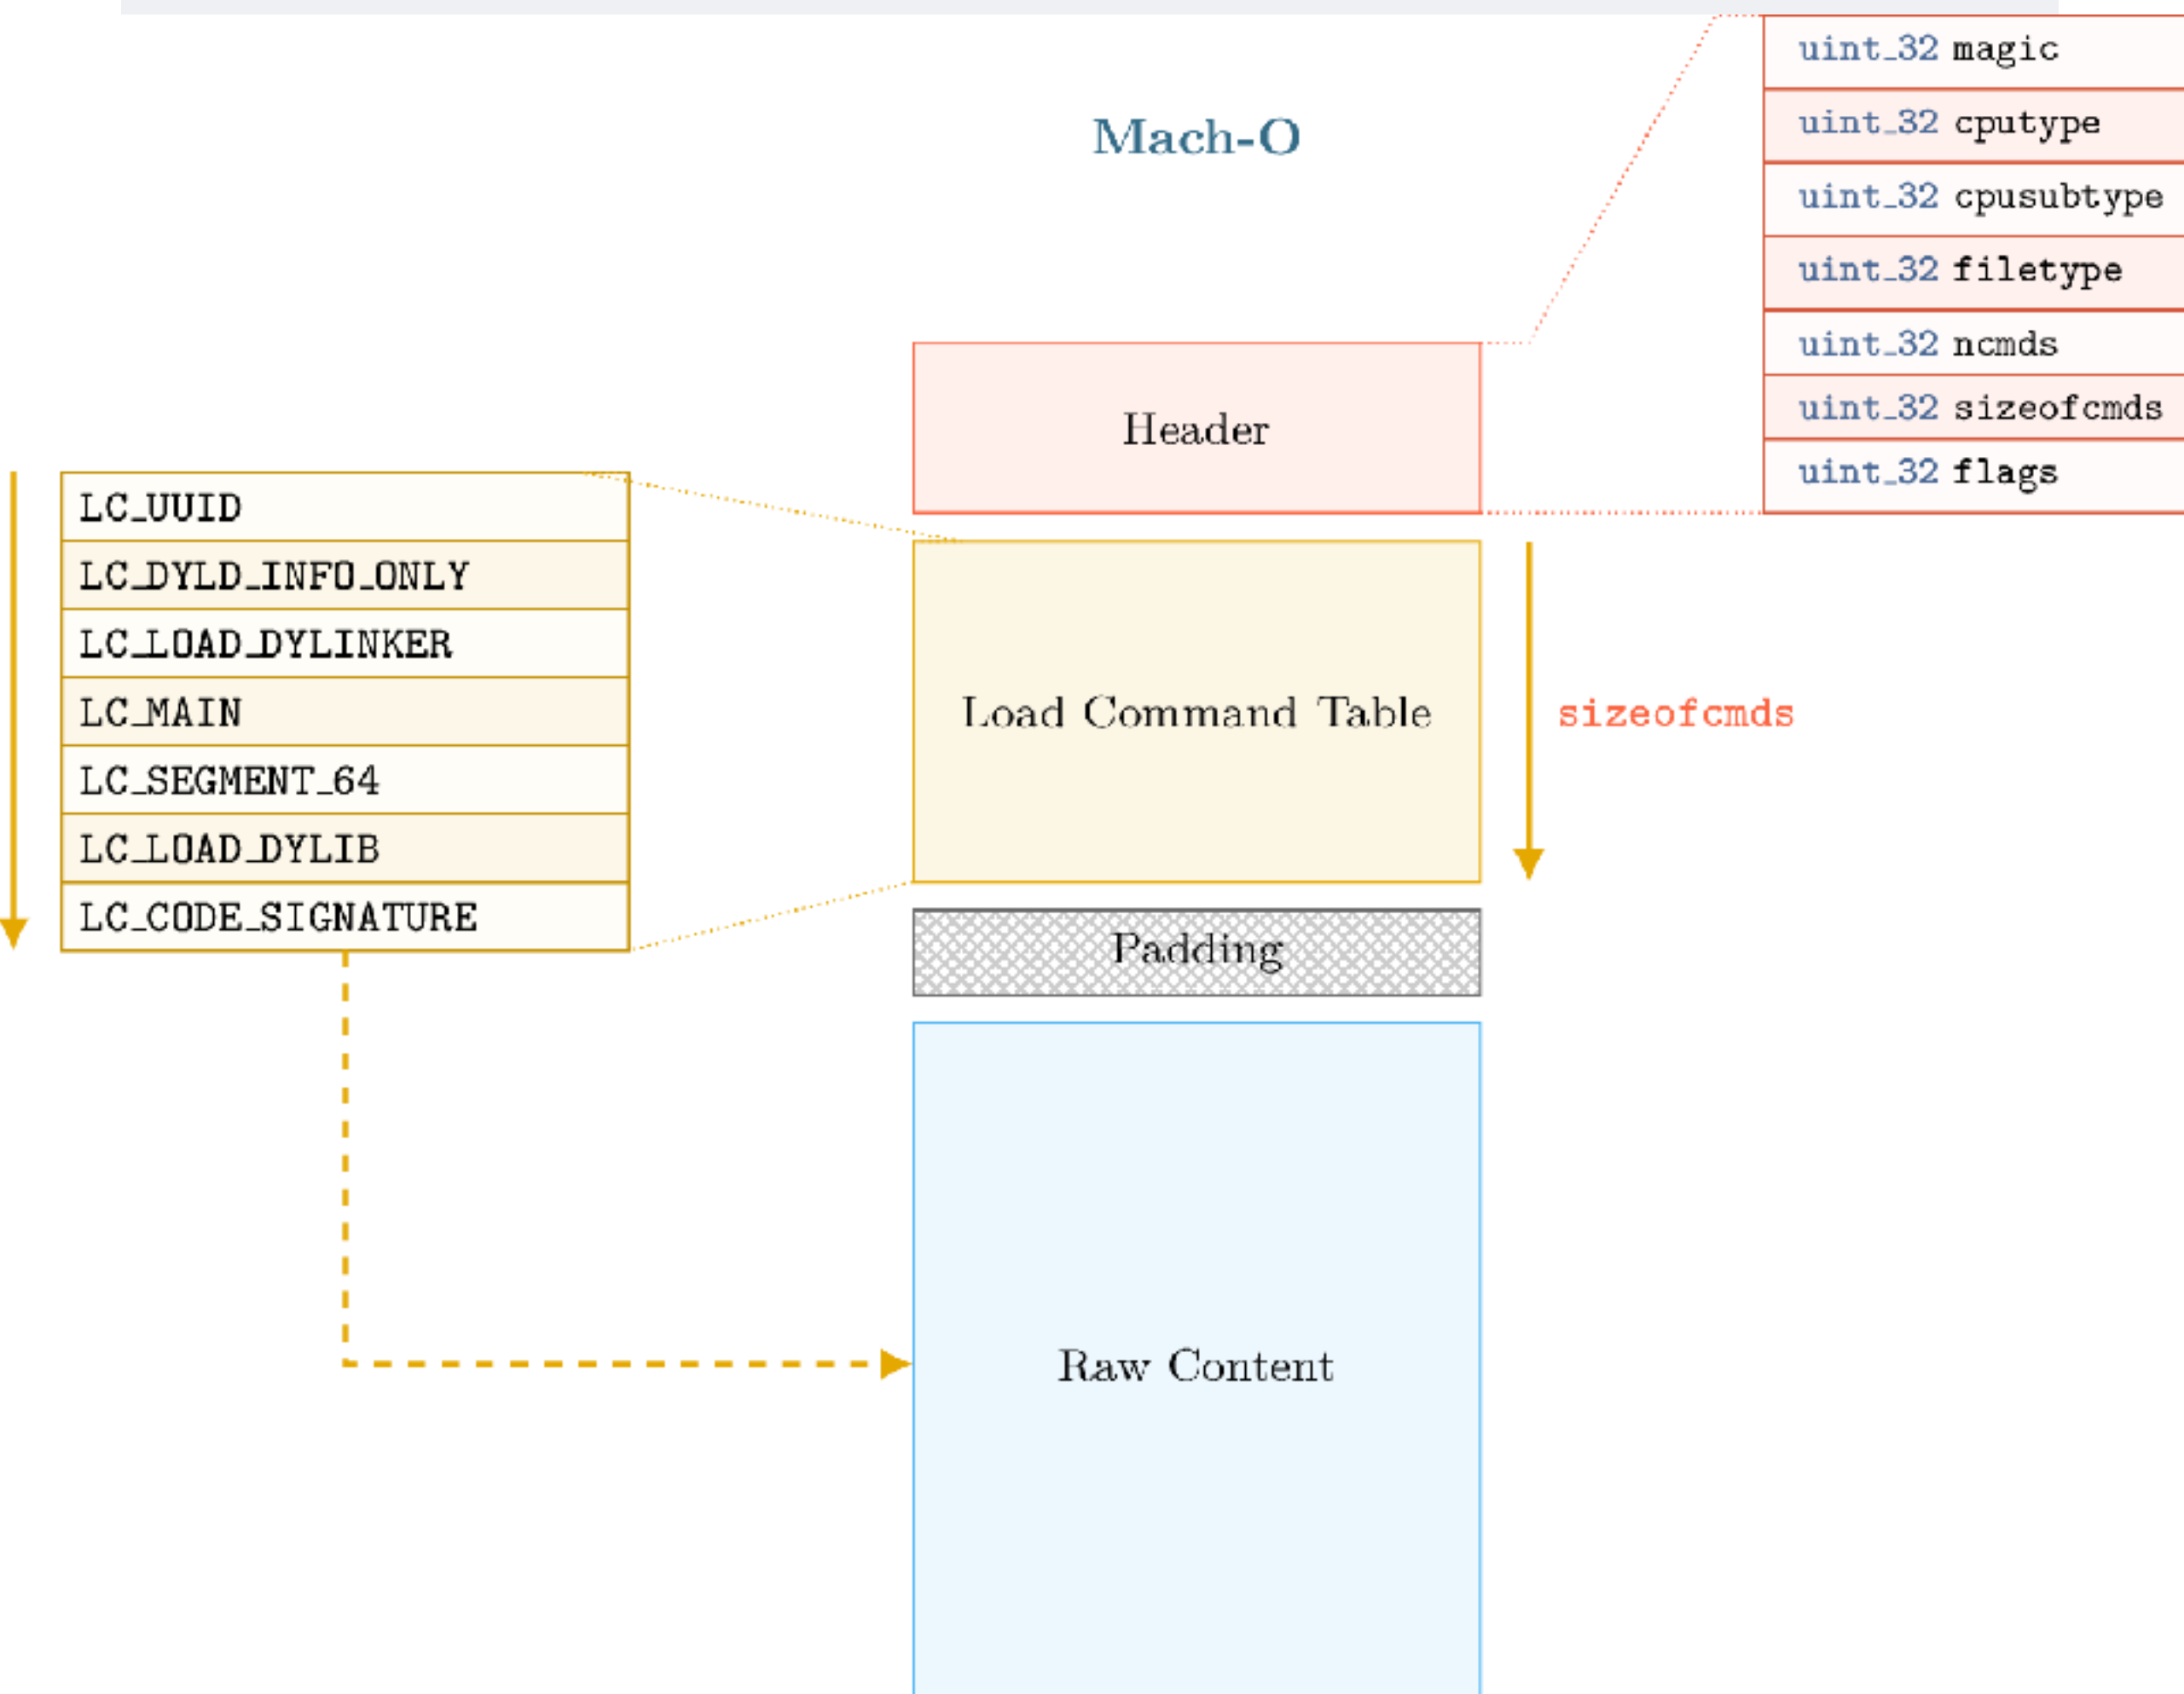 Mach-O
uint_32 magic
uint_32 cputype
uint_32 cpusubtype
uint_32 filetype
uint_32 ncmds
uint_32 sizeofcmds
uint_32 flags
Header
LC_UUID
LC_DYLD_INFO_ONLY
LC_LOAD_DYLINKER
LC_MAIN
LC_SEGMENT_64
LC_LOAD_DYLIB
LC_CODE_SIGNATURE
Load Command Table
sizeofcmds
Padding
Raw Content